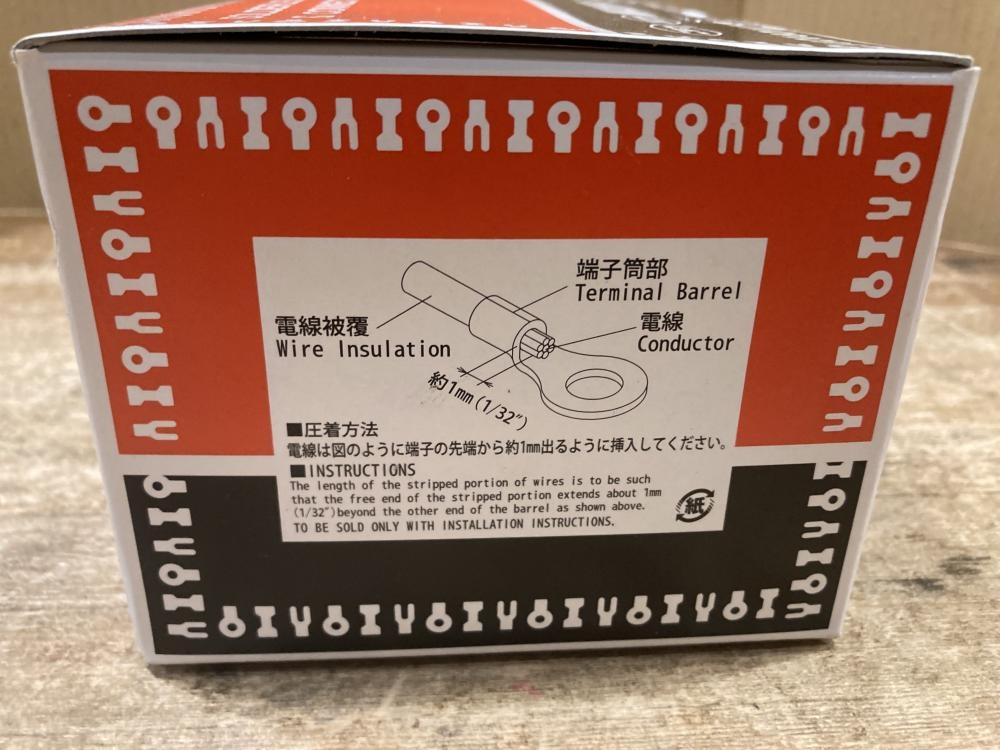 端子筒部
Terminal Barrel
電線被覆
Wire Insulation
電線
Conductor
約1mm(1/32")
■圧着方法
電線は図のように端子の先端から約1mm出るように挿入してください。
■INSTRUCTIONS
The length of the stripped portion of wires is to be such
that the free end of the stripped portion extends about 1mm
(1/32")beyond the other end of the barrel as shown above.
TO BE SOLD ONLY WITH INSTALLATION INSTRUCTIONS.
紙